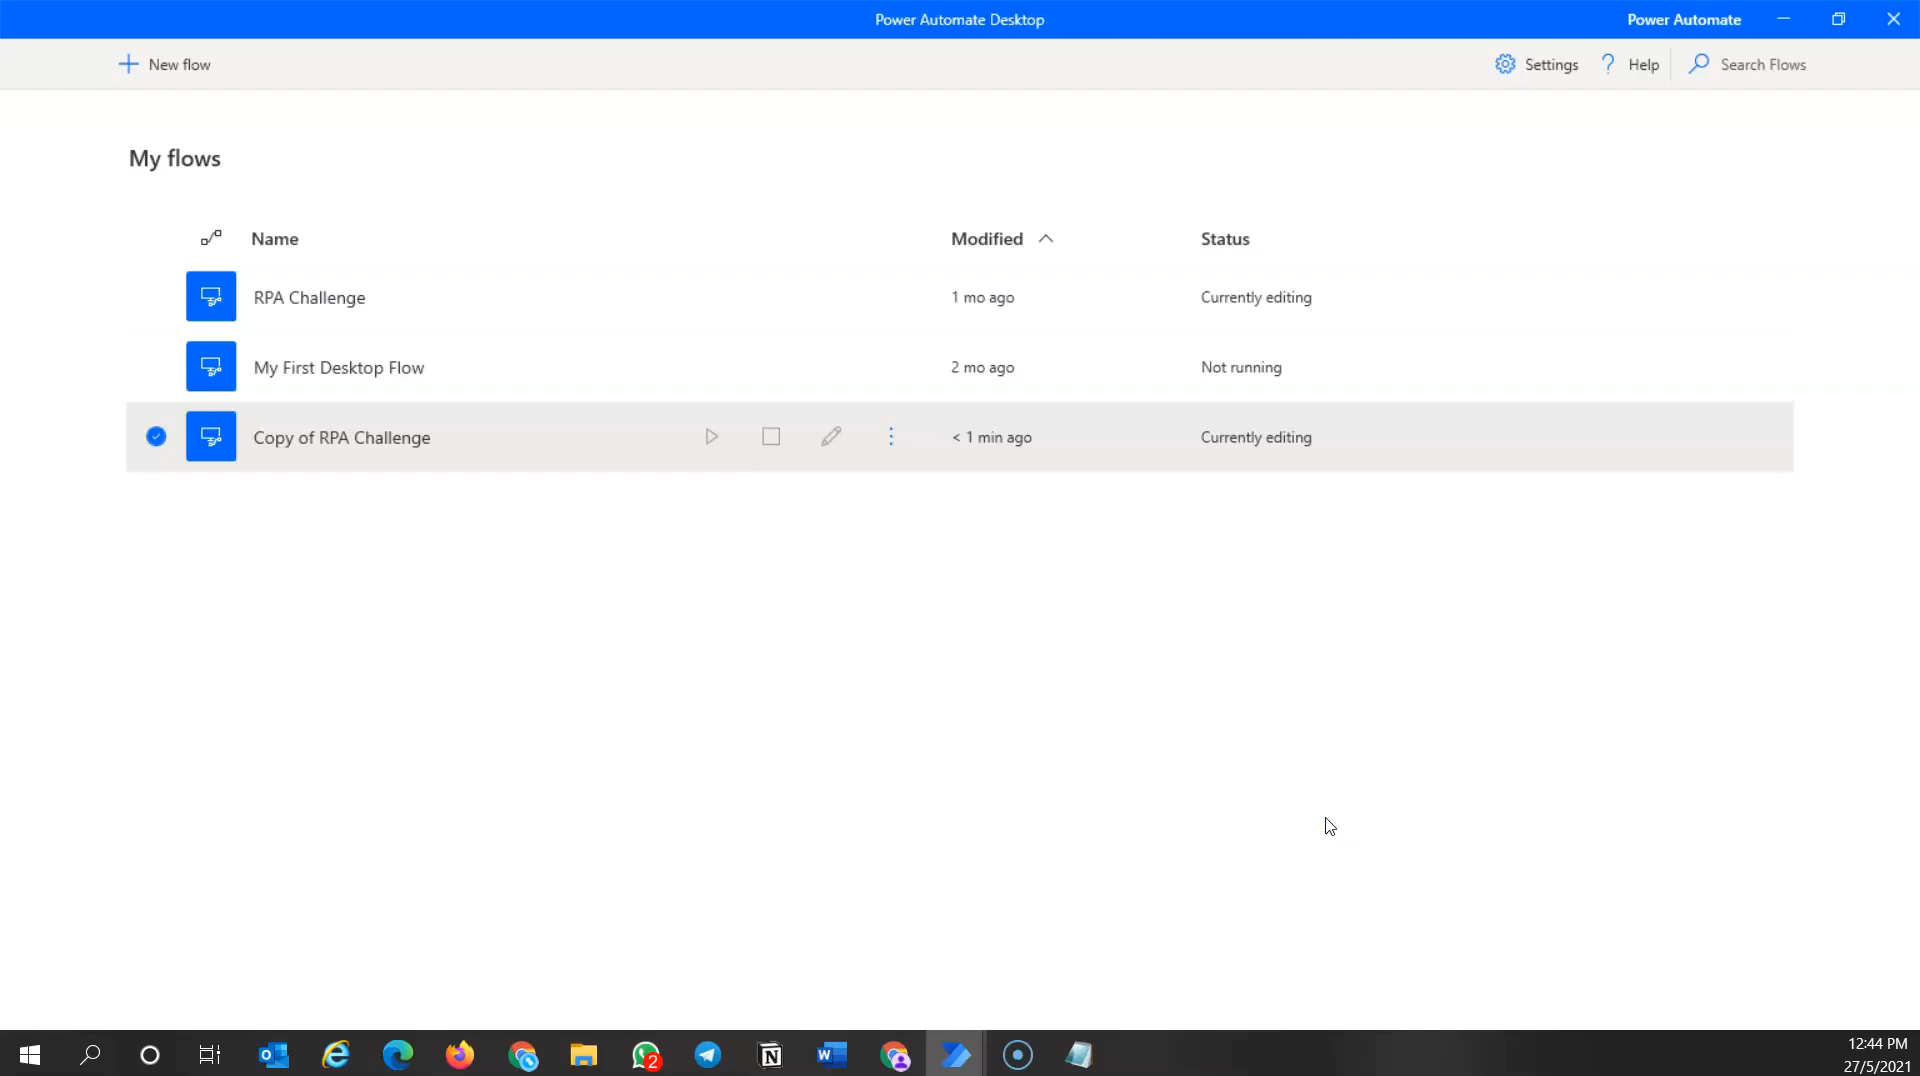 Power Automate Desktop
Power Automate
New flow
Settings
Help
Search Flows
My flows
Name Modified Status
RPA Challenge 1 mo ago Currently editing
My First Desktop Flow 2 mo ago Not running
Copy of RPA Challenge < 1 min ago Currently editing
2
12:44 PM
27/5/2021